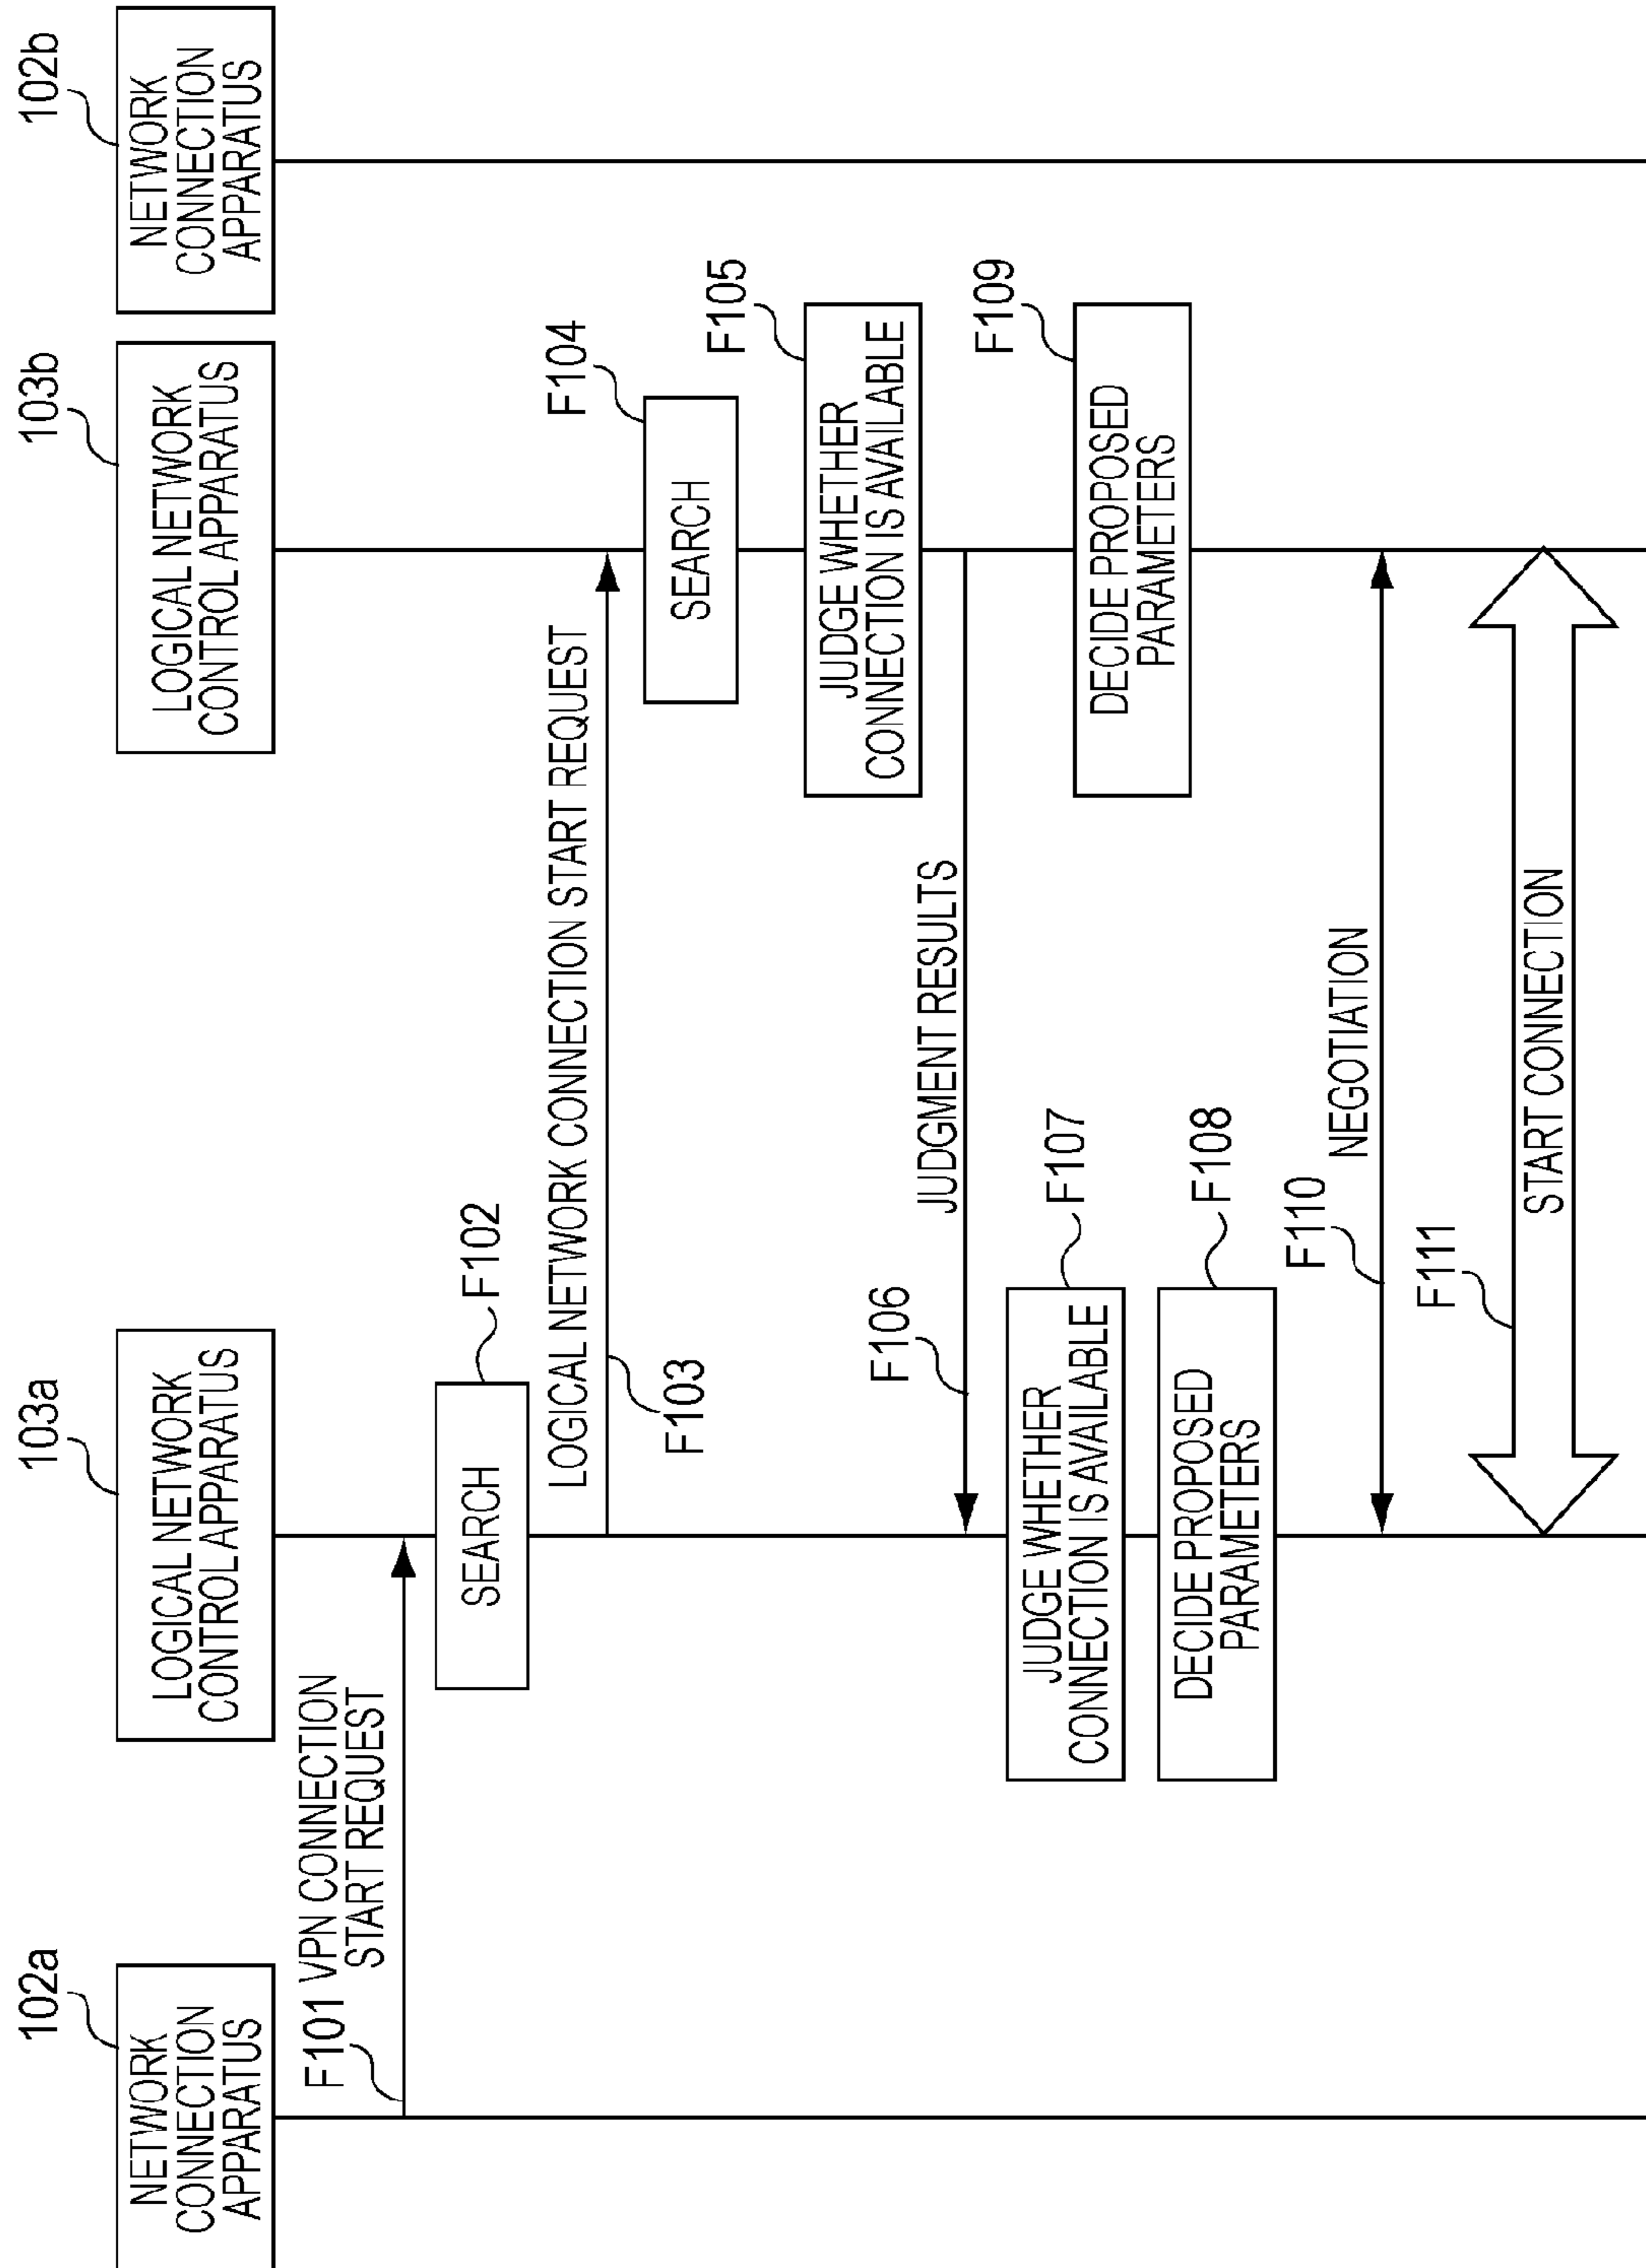 102a
NETWORK
CONNECTION
APPARATUS
103a
LOGICAL NETWORK
CONTROL APPARATUS
103b
LOGICAL NETWORK
CONTROL APPARATUS
102b
NETWORK
CONNECTION
APPARATUS
F101
VPN CONNECTION
START REQUEST
SEARCH
F102
LOGICAL NETWORK CONNECTION START REQUEST
F103
F104
SEARCH
F105
JUDGE WHETHER
CONNECTION IS AVAILABLE
F106
JUDGMENT RESULTS
JUDGE WHETHER
CONNECTION IS AVAILABLE
F107
DECIDE PROPOSED
PARAMETERS
F108
F109
DECIDE PROPOSED
PARAMETERS
F110
NEGOTIATION
F111
START CONNECTION